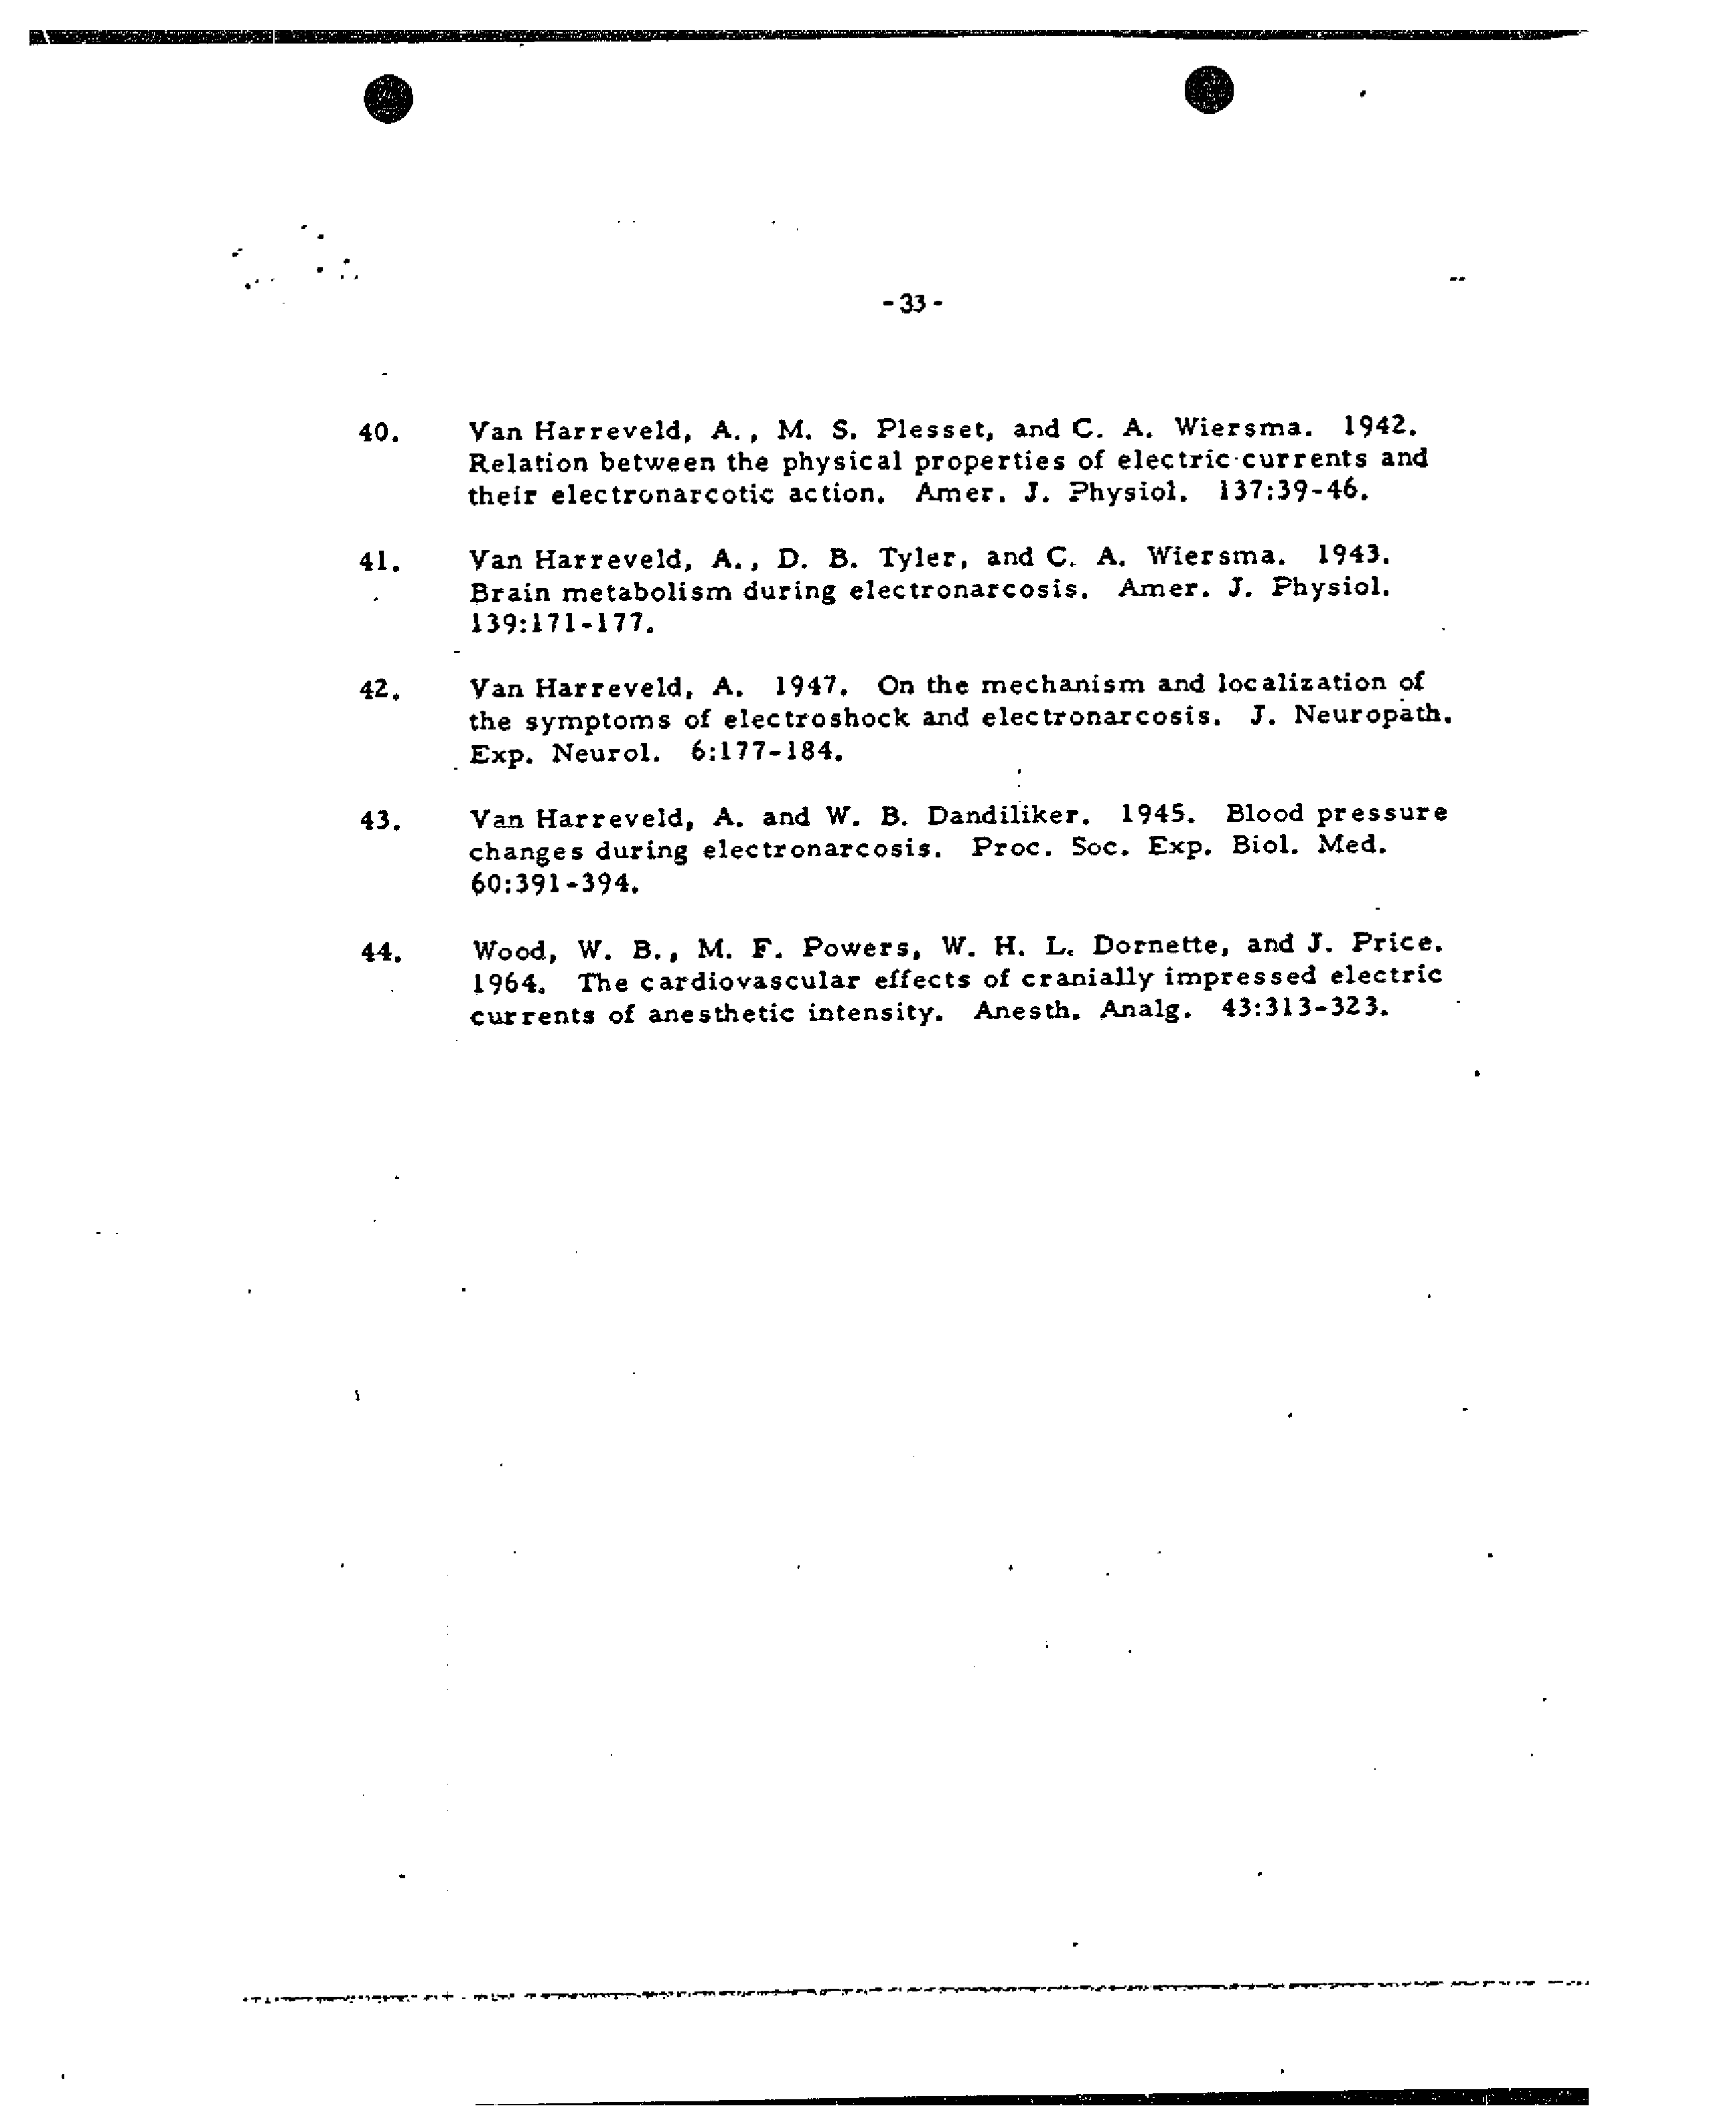 - 33 -
40. Van Harreveld, A., M. S. Plesset, and C. A. Wiersma. 1942.
Relation between the physical properties of electric currents and
their electronarcotic action. Amer. J. Physiol. 137:39-46.
41. Van Harreveld, A., D. B. Tyler, and C. A. Wiersma. 1943.
Brain metabolism during electronarcosis. Amer. J. Physiol.
139:171-177.
42. Van Harreveld, A. 1947. On the mechanism and localization of
the symptoms of electroshock and electronarcosis. J. Neuropath.
Exp. Neurol. 6:177-184.
43. Van Harreveld, A. and W. B. Dandiliker. 1945. Blood pressure
changes during electronarcosis. Proc. Soc. Exp. Biol. Med.
60:391-394.
44. Wood, W. B., M. F. Powers, W. H. L. Dornette, and J. Price.
1964. The cardiovascular effects of cranially impressed electric
currents of anesthetic intensity. Anesth. Analg. 43:313-323.